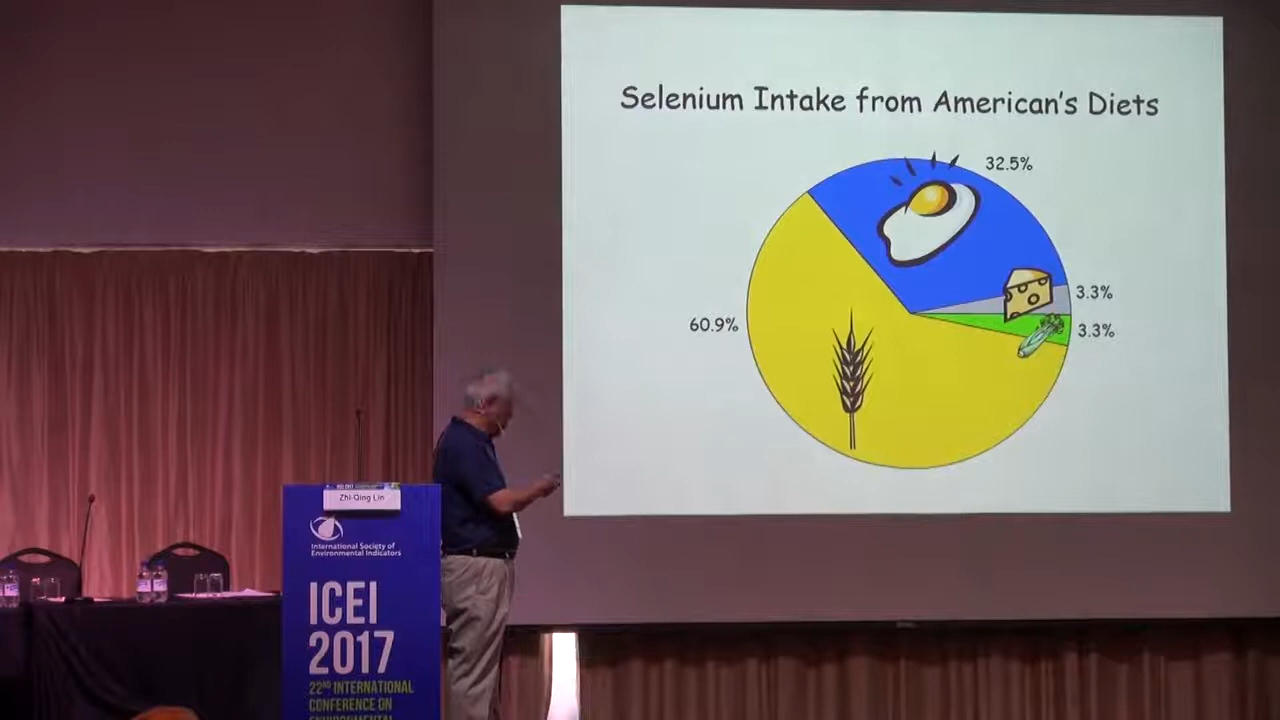 Selenium Intake from American's Diets
32.5%
3.3%
3.3%
60.9%
Zhi-Qing Lin
International Society of
Environmental Indicators
ICEI
2017
22ND INTERNATIONAL
CONFERENCE ON
ENVIRONMENTAL